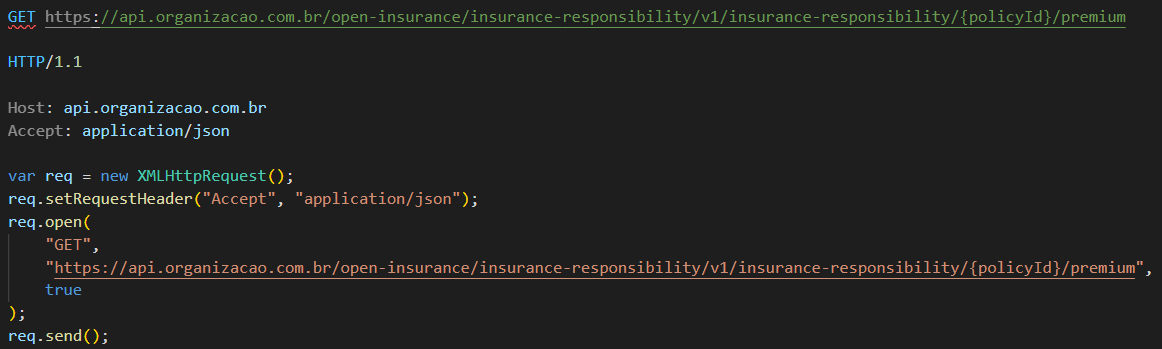 GET https://api.organizacao.com.br/open-insurance/insurance-responsibility/v1/insurance-responsibility/{policyId}/premium
HTTP/1.1
Host: api.organizacao.com.br
Accept: application/json
var req = new XMLHttpRequest();
req.setRequestHeader("Accept", "application/json");
req.open(
"GET",
"https://api.organizacao.com.br/open-insurance/insurance-responsibility/v1/insurance-responsibility/{policyId}/premium",
true
);
req.send();